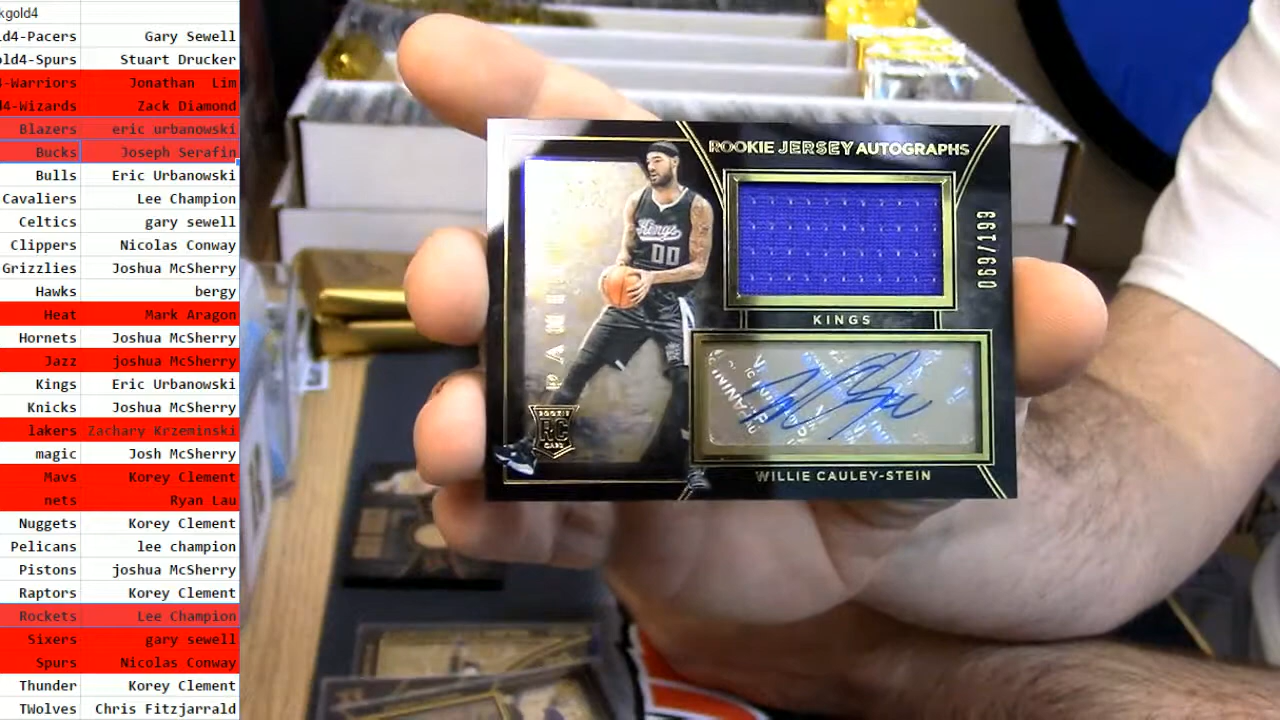 kgold4
ld4-Pacers Gary Sewell
old4-Spurs Stuart Drucker
4-Warriors Jonathan Lim
d4-Wizards Zack Diamond
Blazers eric urbanowski
Bucks Joseph Serafin
Bulls Eric Urbanowski
Cavaliers Lee Champion
Celtics gary sewell
Clippers Nicolas Conway
Grizzlies Joshua McSherry
Hawks bergy
Heat Mark Aragon
Hornets Joshua McSherry
Jazz joshua McSherry
Kings Eric Urbanowski
Knicks Joshua McSherry
lakers Zachary Krzeminski
magic Josh McSherry
Mavs Korey Clement
nets Ryan Lau
Nuggets Korey Clement
Pelicans lee champion
Pistons joshua McSherry
Raptors Korey Clement
Rockets Lee Champion
Sixers gary sewell
Spurs Nicolas Conway
Thunder Korey Clement
TWolves Chris Fitzjarrald
ROOKIE JERSEY AUTOGRAPHS
Kings
00
069/199
KINGS
ROOKIE
RC
CARD
WILLIE CAULEY-STEIN